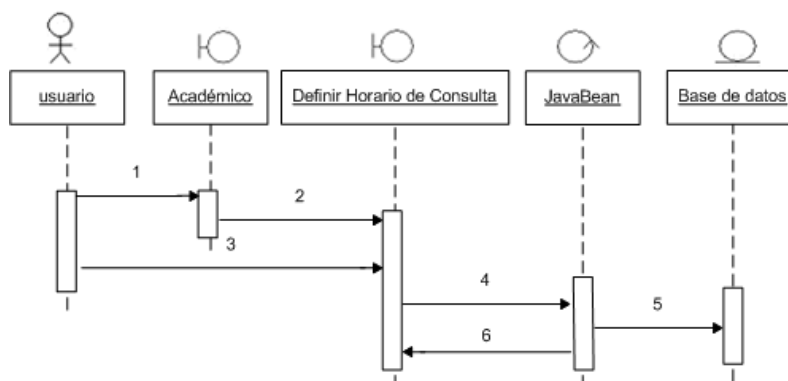 usuario
Académico
Definir Horario de Consulta
JavaBean
Base de datos
1
2
3
4
5
6